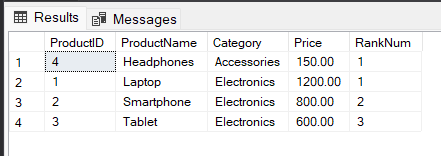 Results Messages
ProductID ProductName Category Price RankNum
1 4 Headphones Accessories 150.00 1
2 1 Laptop Electronics 1200.00 1
3 2 Smartphone Electronics 800.00 2
4 3 Tablet Electronics 600.00 3